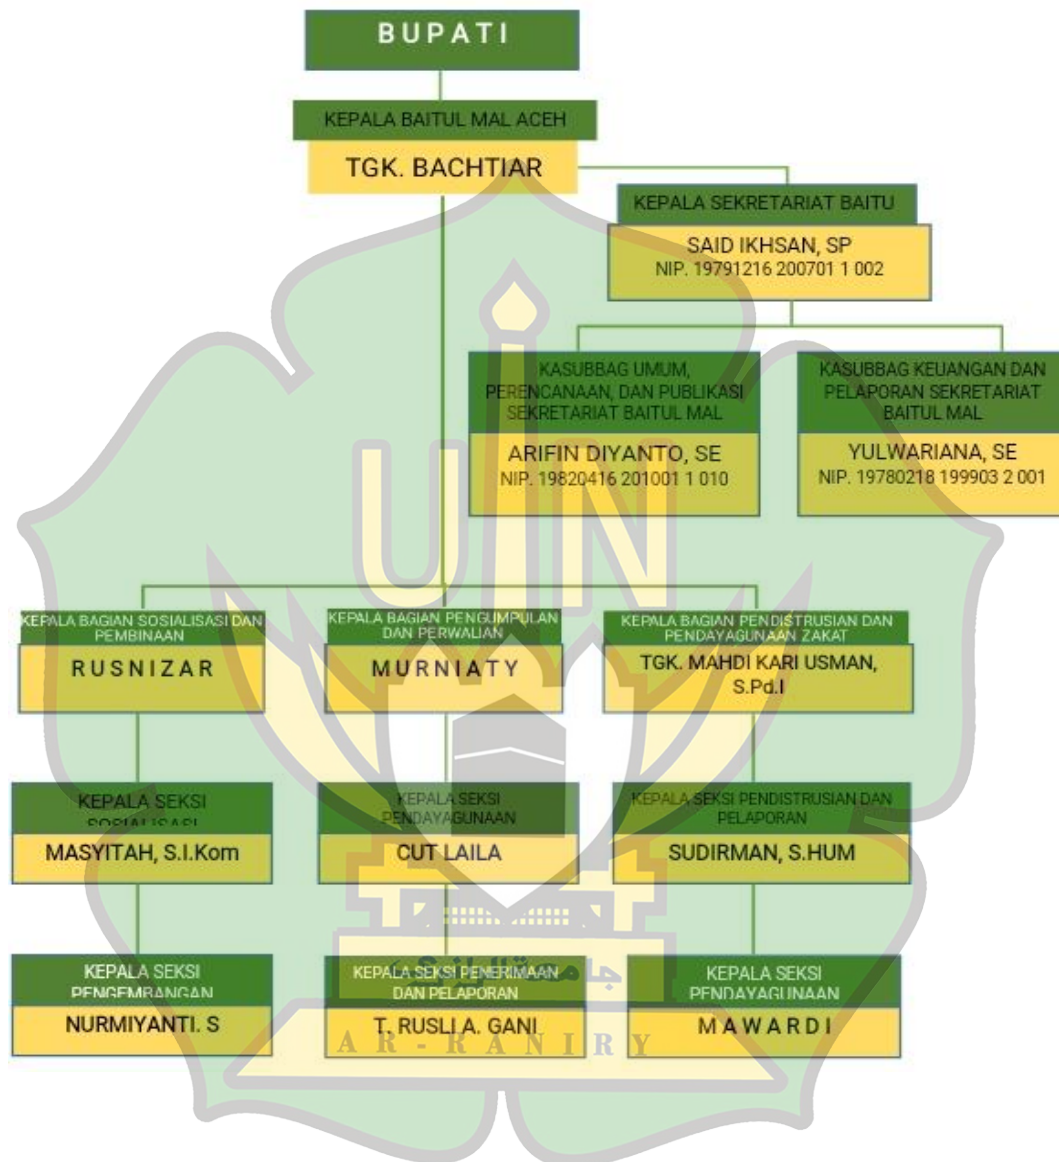 BUPATI
KEPALA BAITUL MAL ACEH
TGK. BACHTIAR
KEPALA SEKRETARIAT BAITU
SAID IKHSAN, SP
NIP. 19791216 200701 1 002
KASUBBAG UMUM,
PERENCANAAN, DAN PUBLIKASI
SEKRETARIAT BAITUL MAL
ARIFIN DIYANTO, SE
NIP. 19820416 201001 1 010
KASUBBAG KEUANGAN DAN
PELAPORAN SEKRETARIAT
BAITUL MAL
YULWARIANA, SE
NIP. 19780218 199903 2 001
UIN
KEPALA BAGIAN SOSIALISASI DAN
PEMBINAAN
RUSNIZAR
KEPALA BAGIAN PENGUMPULAN
DAN PERWALIAN
MURNIATY
KEPALA BAGIAN PENDISTRUSIAN DAN
PENDAYAGUNAAN ZAKAT
TGK. MAHDI KARI USMAN,
S.Pd.I
KEPALA SEKSI
SOSIALISASI
MASYITAH, S.I.Kom
KEPALA SEKSI
PENDAYAGUNAAN
CUT LAILA
KEPALA SEKSI PENDISTRUSIAN DAN
PELAPORAN
SUDIRMAN, S.HUM
KEPALA SEKSI
PENGEMBANGAN
NURMIYANTI. S
KEPALA SEKSI PENERIMAAN
DAN PELAPORAN
T. RUSLI A. GANI
KEPALA SEKSI
PENDAYAGUNAAN
MAWARDI
جامعة الرانري
AR-RANIRY